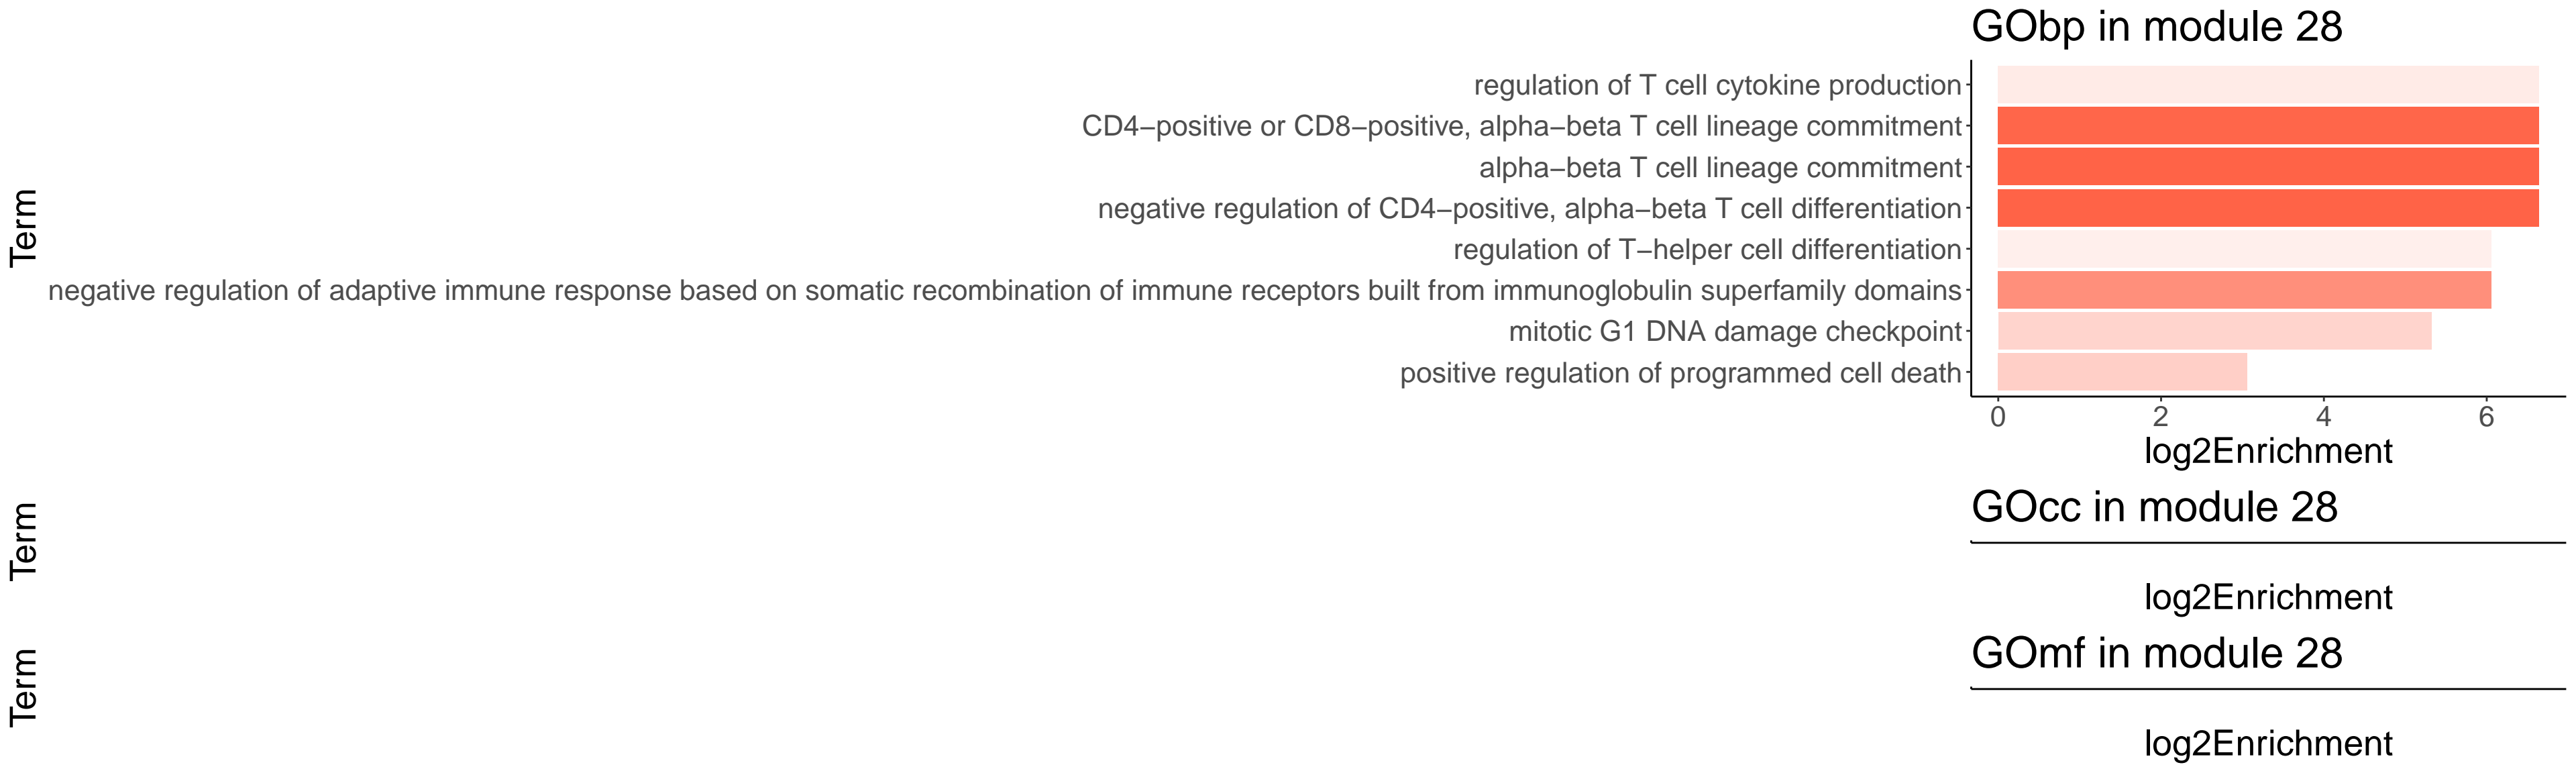 GObp in module 28
Term
regulation of T cell cytokine production
CD4−positive or CD8−positive, alpha−beta T cell lineage commitment
alpha−beta T cell lineage commitment
negative regulation of CD4−positive, alpha−beta T cell differentiation
regulation of T−helper cell differentiation
negative regulation of adaptive immune response based on somatic recombination of immune receptors built from immunoglobulin superfamily domains
mitotic G1 DNA damage checkpoint
positive regulation of programmed cell death
0 2 4 6
log2Enrichment
GOcc in module 28
Term
log2Enrichment
GOmf in module 28
Term
log2Enrichment